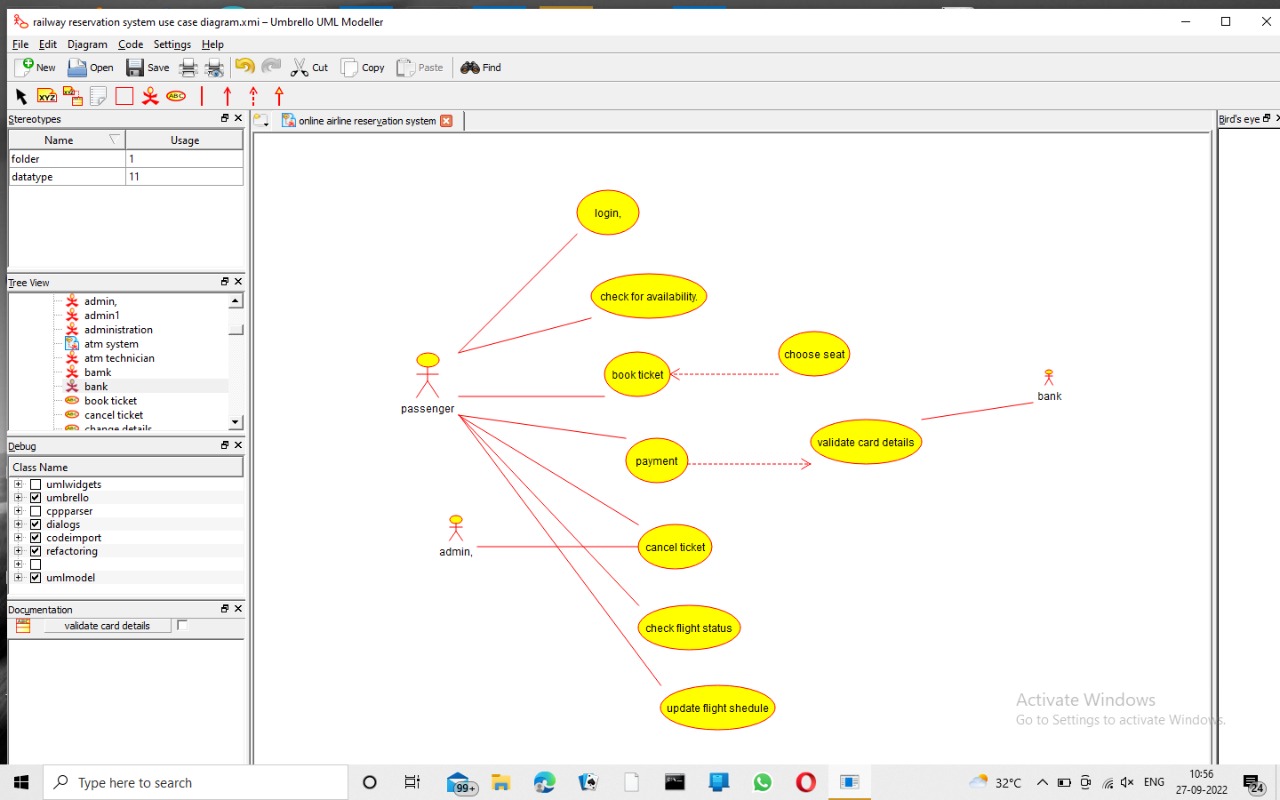 railway reservation system use case diagram.xmi – Umbrello UML Modeller
File Edit Diagram Code Settings Help
New Open Save Cut Copy Paste Find
XYZ ABC
Stereotypes
Name Usage
folder 1
datatype 11
Tree View
admin,
admin1
administration
atm system
atm technician
bamk
bank
book ticket
cancel ticket
change details
Debug
Class Name
umlwidgets
umbrello
cppparser
dialogs
codeimport
refactoring
umlmodel
Documentation
validate card details
online airline reservation system
Bird's eye
login,
check for availability.
choose seat
book ticket
passenger
bank
validate card details
payment
admin,
cancel ticket
check flight status
update flight shedule
Activate Windows
Go to Settings to activate Windows.
Type here to search
99+
32°C
ENG
10:56
27-09-2022
24